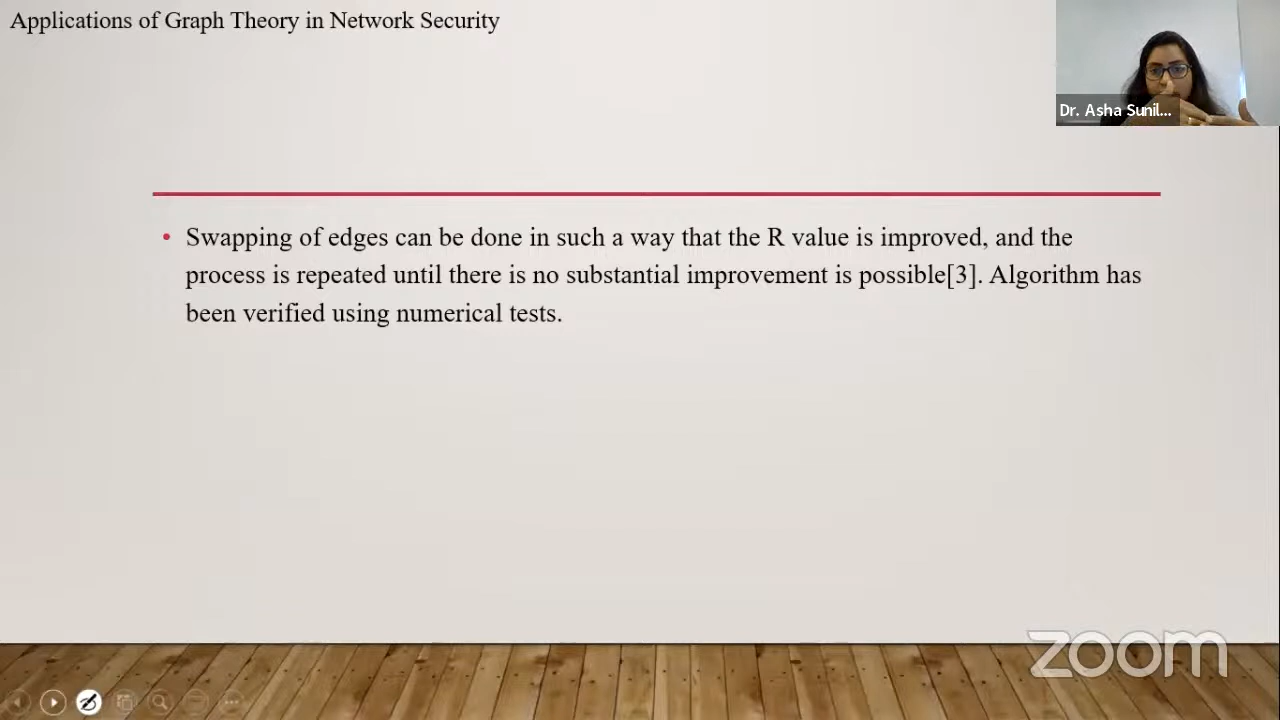 Applications of Graph Theory in Network Security
Dr. Asha Sunil...
• Swapping of edges can be done in such a way that the R value is improved, and the
process is repeated until there is no substantial improvement is possible[3]. Algorithm has
been verified using numerical tests.
zoom